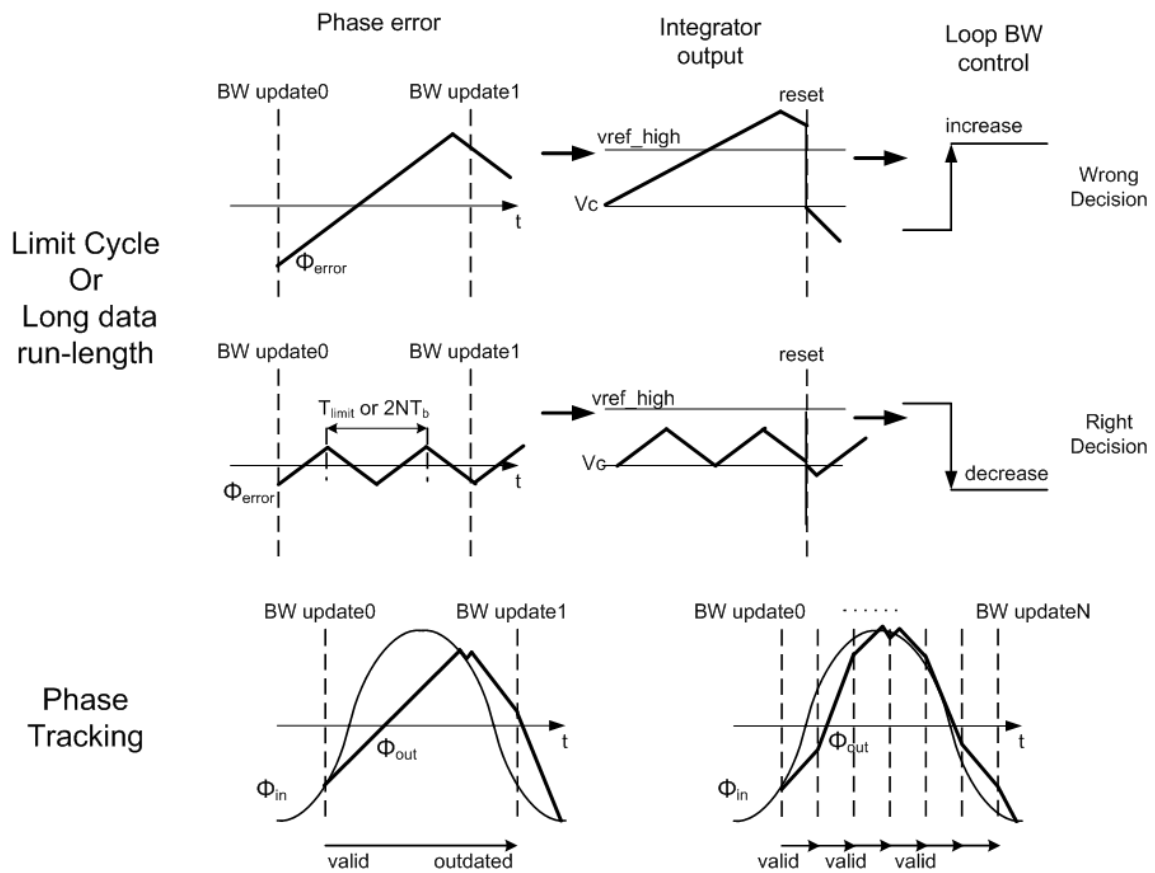 Phase error
Integrator
output
Loop BW
control
BW update0
BW update1
reset
vref_high
increase
Vc
t
Φerror
Wrong
Decision
Limit Cycle
Or
Long data
run-length
BW update0
BW update1
reset
Tlimit or 2NTb
vref_high
Vc
t
Φerror
decrease
Right
Decision
BW update0
BW update1
BW update0
. . . . . .
BW updateN
Phase
Tracking
t
Φout
Φin
valid
outdated
t
Φout
Φin
valid
valid
valid